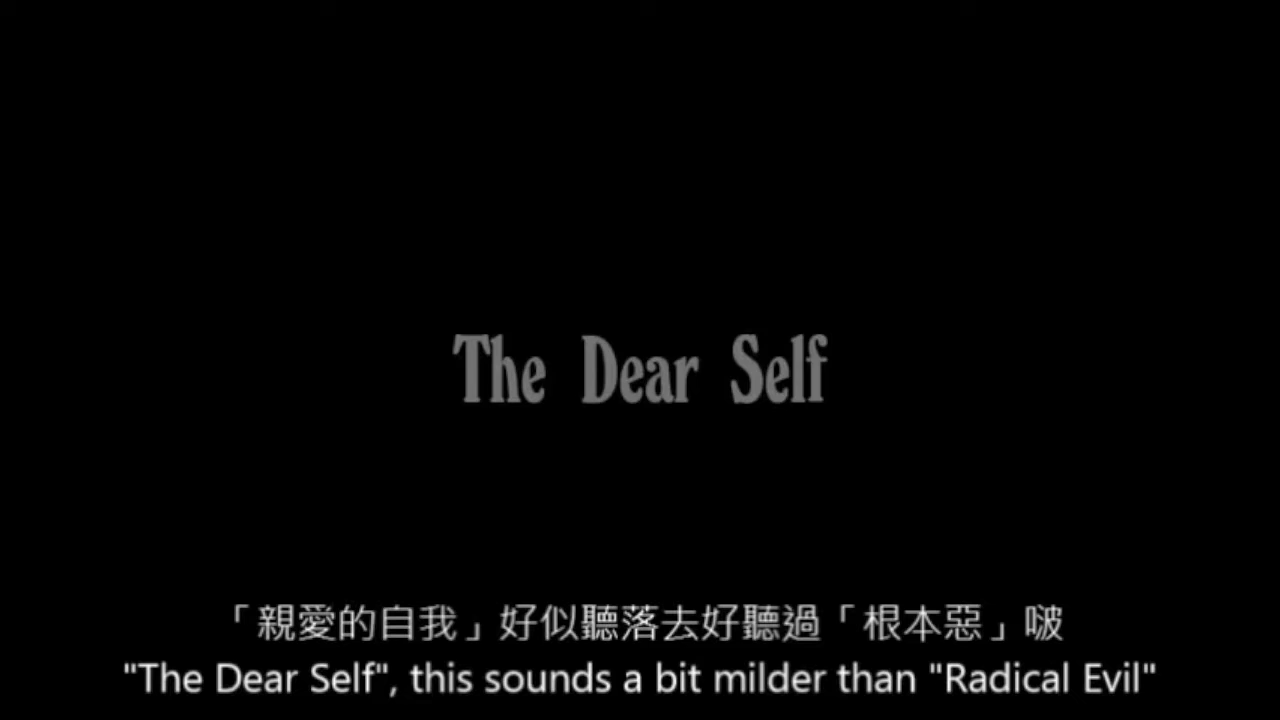 The Dear Self
「親愛的自我」好似聽落去好聽過「根本惡」啵
"The Dear Self", this sounds a bit milder than "Radical Evil"